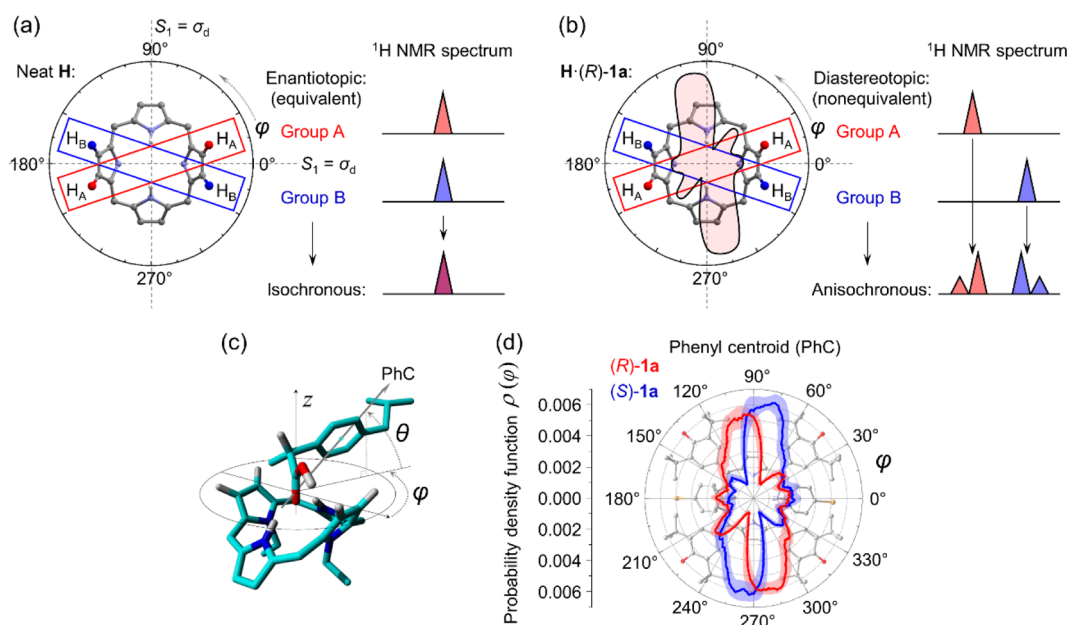 (a)
S₁ = σd
90°
¹H NMR spectrum
Neat H:
Enantiotopic:
(equivalent)
φ
HB
HA
Group A
180°
S₁ = σd
0°
HA
HB
Group B
270°
Isochronous:
(b)
90°
¹H NMR spectrum
H·(R)-1a:
Diastereotopic:
(nonequivalent)
φ
HB
HA
Group A
180°
0°
HA
HB
Group B
270°
Anisochronous:
(c)
PhC
z
θ
φ
(d)
Phenyl centroid (PhC)
(R)-1a
(S)-1a
90°
120°
60°
150°
30°
φ
180°
0°
210°
330°
240°
300°
270°
Probability density function ρ(φ)
0.006
0.004
0.002
0.000
0.002
0.004
0.006